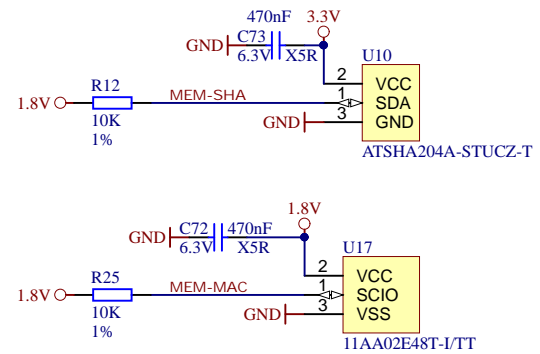 470nF
3.3V
GND
C73
6.3V
X5R
U10
R12
1.8V
MEM-SHA
10K
1%
2
VCC
1
SDA
GND
3
GND
ATSHA204A-STUCZ-T
1.8V
C72
470nF
GND
6.3V
X5R
U17
R25
1.8V
MEM-MAC
10K
1%
2
VCC
1
SCIO
GND
3
VSS
11AA02E48T-I/TT